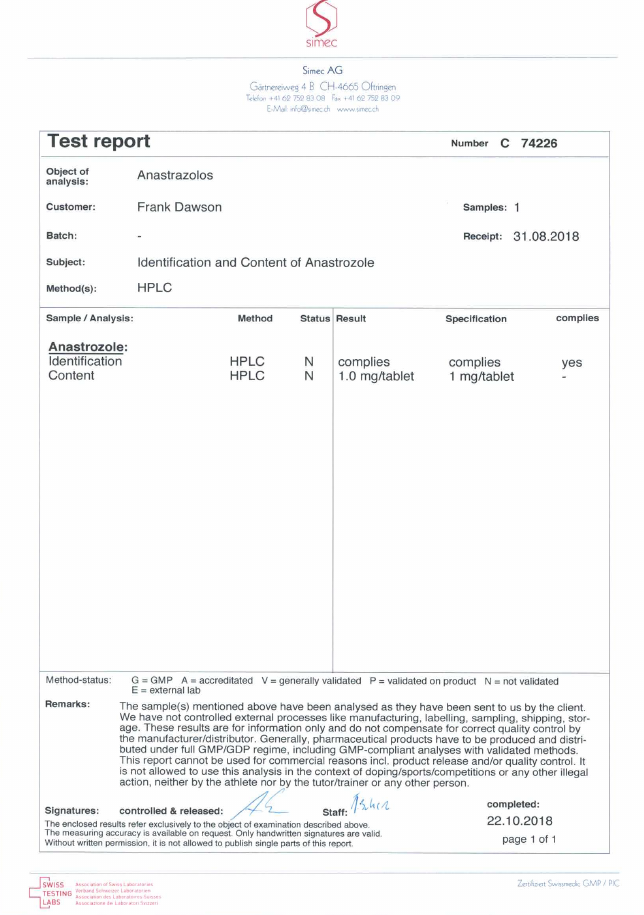 simec
Simec AG
Gärtnereiweg 4 B CH-4665 Oftringen
Telefon +41 62 752 83 08 Fax +41 62 752 83 09
E-Mail: info@simec.ch www.simec.ch
Test report Number C 74226
Object of
analysis: Anastrazolos
Customer: Frank Dawson Samples: 1
Batch: - Receipt: 31.08.2018
Subject: Identification and Content of Anastrozole
Method(s): HPLC
Sample / Analysis: Method Status Result Specification complies
Anastrozole:
Identification HPLC N complies complies yes
Content HPLC N 1.0 mg/tablet 1 mg/tablet -
Method-status: G = GMP A = accreditated V = generally validated P = validated on product N = not validated
E = external lab
Remarks: The sample(s) mentioned above have been analysed as they have been sent to us by the client.
We have not controlled external processes like manufacturing, labelling, sampling, shipping, stor-
age. These results are for information only and do not compensate for correct quality control by
the manufacturer/distributor. Generally, pharmaceutical products have to be produced and distri-
buted under full GMP/GDP regime, including GMP-compliant analyses with validated methods.
This report cannot be used for commercial reasons incl. product release and/or quality control. It
is not allowed to use this analysis in the context of doping/sports/competitions or any other illegal
action, neither by the athlete nor by the tutor/trainer or any other person.
Signatures: controlled & released: Staff: completed:
22.10.2018
The enclosed results refer exclusively to the object of examination described above.
The measuring accuracy is available on request. Only handwritten signatures are valid.
Without written permission, it is not allowed to publish single parts of this report.
page 1 of 1
SWISS
TESTING
LABS
Association of Swiss Laboratories
Verband Schweizer Laboratorien
Association des Laboratoires Suisses
Associazione dei Laboratori Svizzeri
Zertifiziert Swissmedic GMP / PIC